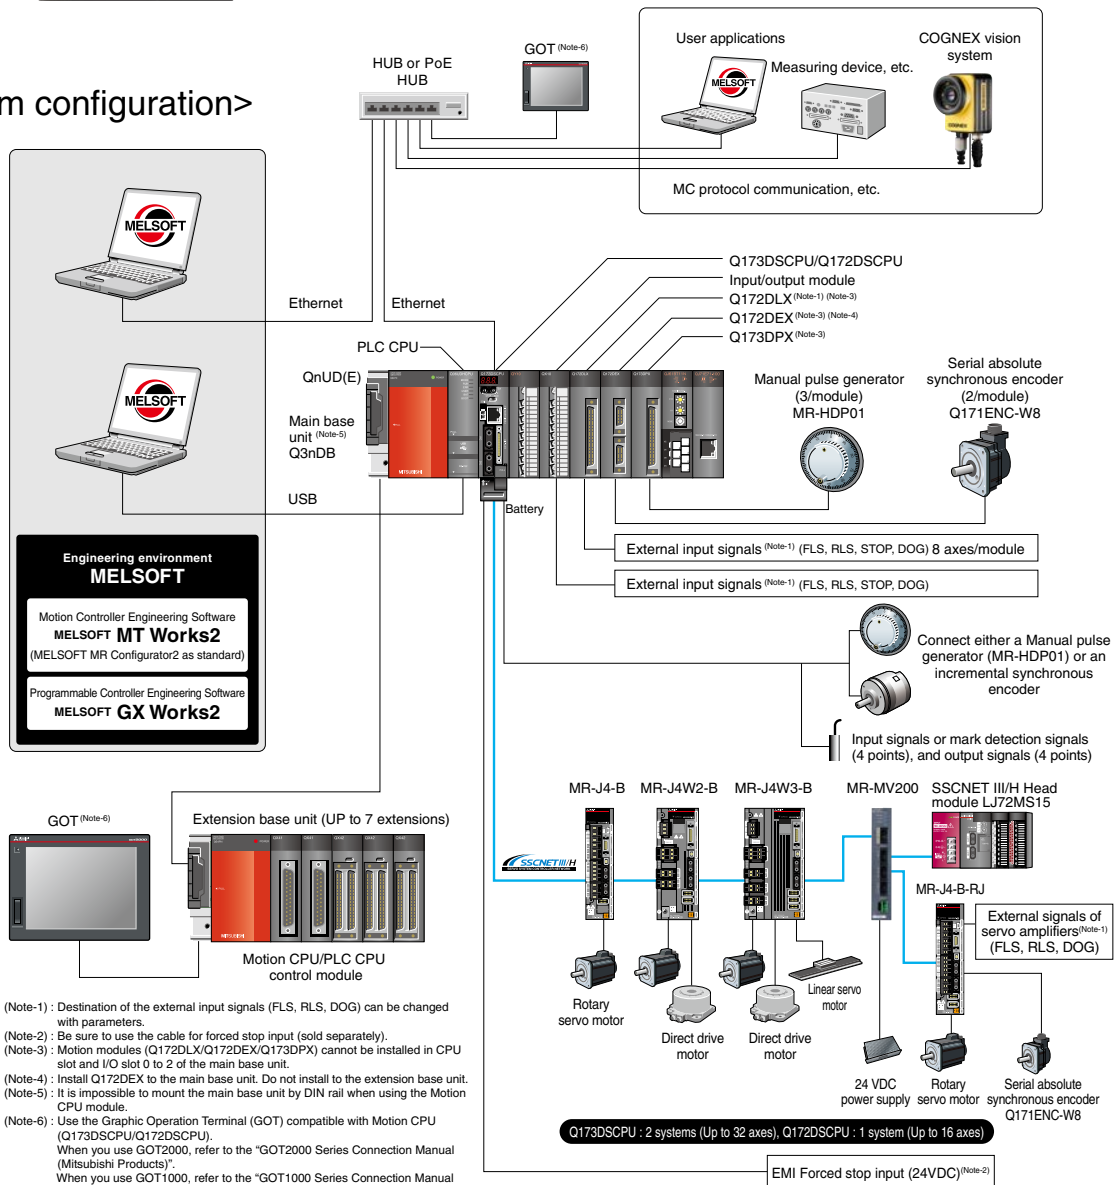 m configuration>
HUB or PoE
HUB
GOT (Note-6)
User applications
Measuring device, etc.
COGNEX vision
system
MELSOFT
COGNEX
MC protocol communication, etc.
MELSOFT
MELSOFT
Ethernet
Ethernet
USB
Q173DSCPU/Q172DSCPU
Input/output module
Q172DLX (Note-1) (Note-3)
Q172DEX (Note-3) (Note-4)
Q173DPX (Note-3)
PLC CPU
QnUD(E)
Main base
unit (Note-5)
Q3nDB
MITSUBISHI
Battery
Manual pulse generator
(3/module)
MR-HDP01
Serial absolute
synchronous encoder
(2/module)
Q171ENC-W8
External input signals (Note-1) (FLS, RLS, STOP, DOG) 8 axes/module
External input signals (Note-1) (FLS, RLS, STOP, DOG)
Engineering environment
MELSOFT
Motion Controller Engineering Software
MELSOFT MT Works2
(MELSOFT MR Configurator2 as standard)
Programmable Controller Engineering Software
MELSOFT GX Works2
Connect either a Manual pulse
generator (MR-HDP01) or an
incremental synchronous
encoder
Input signals or mark detection signals
(4 points), and output signals (4 points)
GOT (Note-6)
Extension base unit (UP to 7 extensions)
MITSUBISHI
Motion CPU/PLC CPU
control module
SSCNET III/H
MR-J4-B
MR-J4W2-B
MR-J4W3-B
MR-MV200
SSCNET III/H Head
module LJ72MS15
MR-J4-B-RJ
External signals of
servo amplifiers (Note-1)
(FLS, RLS, DOG)
Rotary
servo motor
Direct drive
motor
Direct drive
motor
Linear servo
motor
24 VDC
power supply
Rotary
servo motor
Serial absolute
synchronous encoder
Q171ENC-W8
Q173DSCPU : 2 systems (Up to 32 axes), Q172DSCPU : 1 system (Up to 16 axes)
EMI Forced stop input (24VDC) (Note-2)
(Note-1) : Destination of the external input signals (FLS, RLS, DOG) can be changed
with parameters.
(Note-2) : Be sure to use the cable for forced stop input (sold separately).
(Note-3) : Motion modules (Q172DLX/Q172DEX/Q173DPX) cannot be installed in CPU
slot and I/O slot 0 to 2 of the main base unit.
(Note-4) : Install Q172DEX to the main base unit. Do not install to the extension base unit.
(Note-5) : It is impossible to mount the main base unit by DIN rail when using the Motion
CPU module.
(Note-6) : Use the Graphic Operation Terminal (GOT) compatible with Motion CPU
(Q173DSCPU/Q172DSCPU).
When you use GOT2000, refer to the “GOT2000 Series Connection Manual
(Mitsubishi Products)”.
When you use GOT1000, refer to the “GOT1000 Series Connection Manual